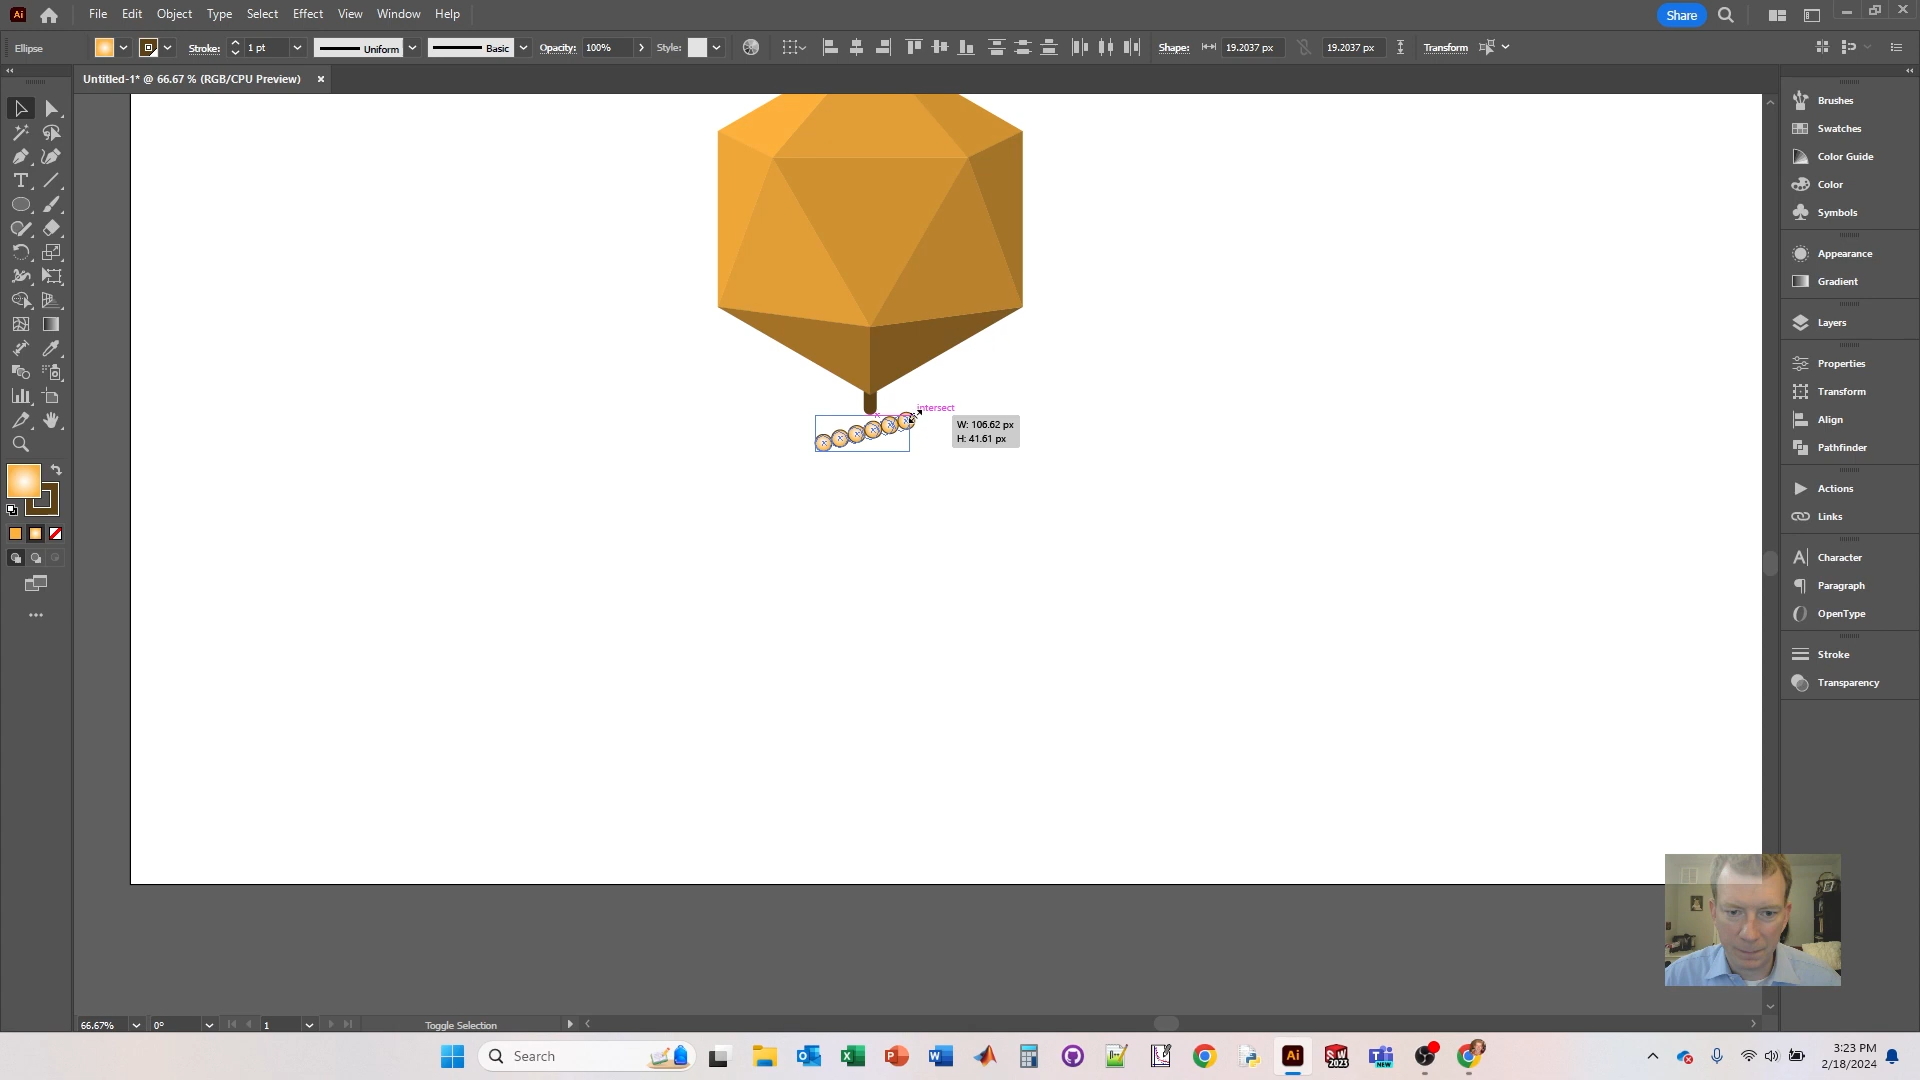 Ai File Edit Object Type Select Effect View Window Help Share
Ellipse Stroke: 1 pt Uniform Basic Opacity: 100% Style: Shape: 19.2037 px 19.2037 px Transform
Untitled-1* @ 66.67 % (RGB/CPU Preview) ×
Brushes
Swatches
Color Guide
Color
Symbols
Appearance
Gradient
Layers
Properties
Transform
Align
Pathfinder
Actions
Links
Character
Paragraph
OpenType
Stroke
Transparency
intersect
W: 106.62 px
H: 41.61 px
66.67% 0° 1 Toggle Selection
Search
3:23 PM
2/18/2024